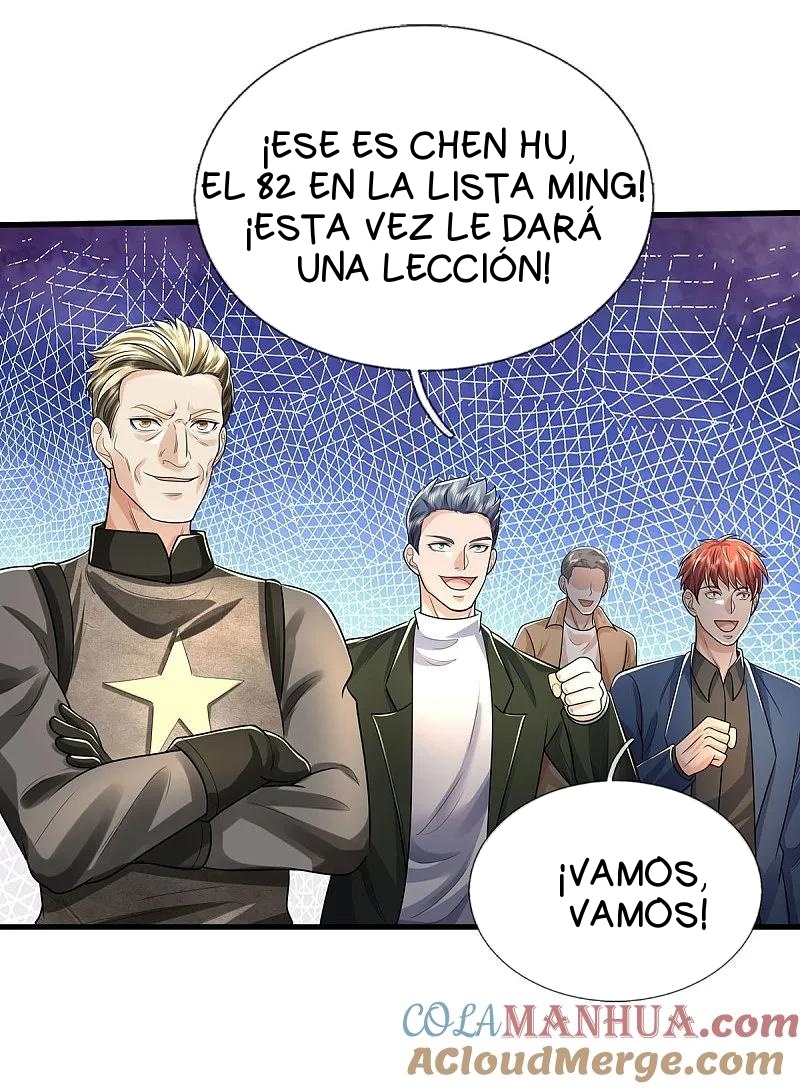 ¡ESE ES CHEN HU,
EL 82 EN LA LISTA MING!
¡ESTA VEZ LE DARÁ
UNA LECCIÓN!
¡VAMOS,
VAMOS!
COLAMANHUA.com
ACloudMerge.com